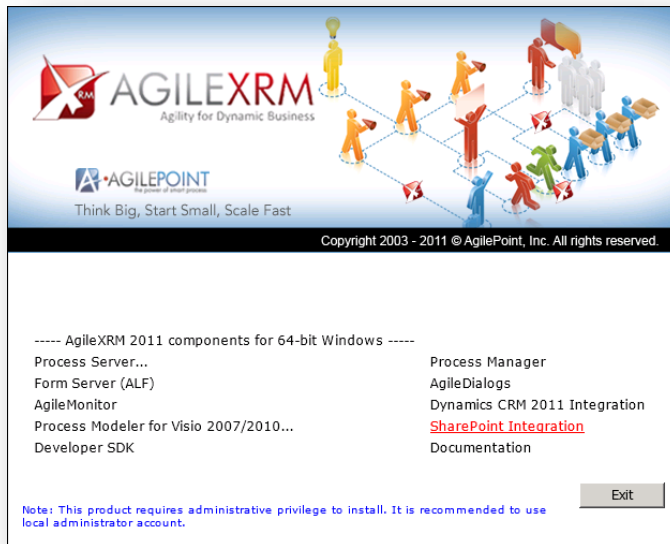 XRM
AGILEXRM
Agility for Dynamic Business
A AGILEPOINT
the power of smart process
Think Big, Start Small, Scale Fast
Copyright 2003 - 2011 © AgilePoint, Inc. All rights reserved.
----- AgileXRM 2011 components for 64-bit Windows -----
Process Server...
Process Manager
Form Server (ALF)
AgileDialogs
AgileMonitor
Dynamics CRM 2011 Integration
Process Modeler for Visio 2007/2010...
SharePoint Integration
Developer SDK
Documentation
Exit
Note: This product requires administrative privilege to install. It is recommended to use
local administrator account.